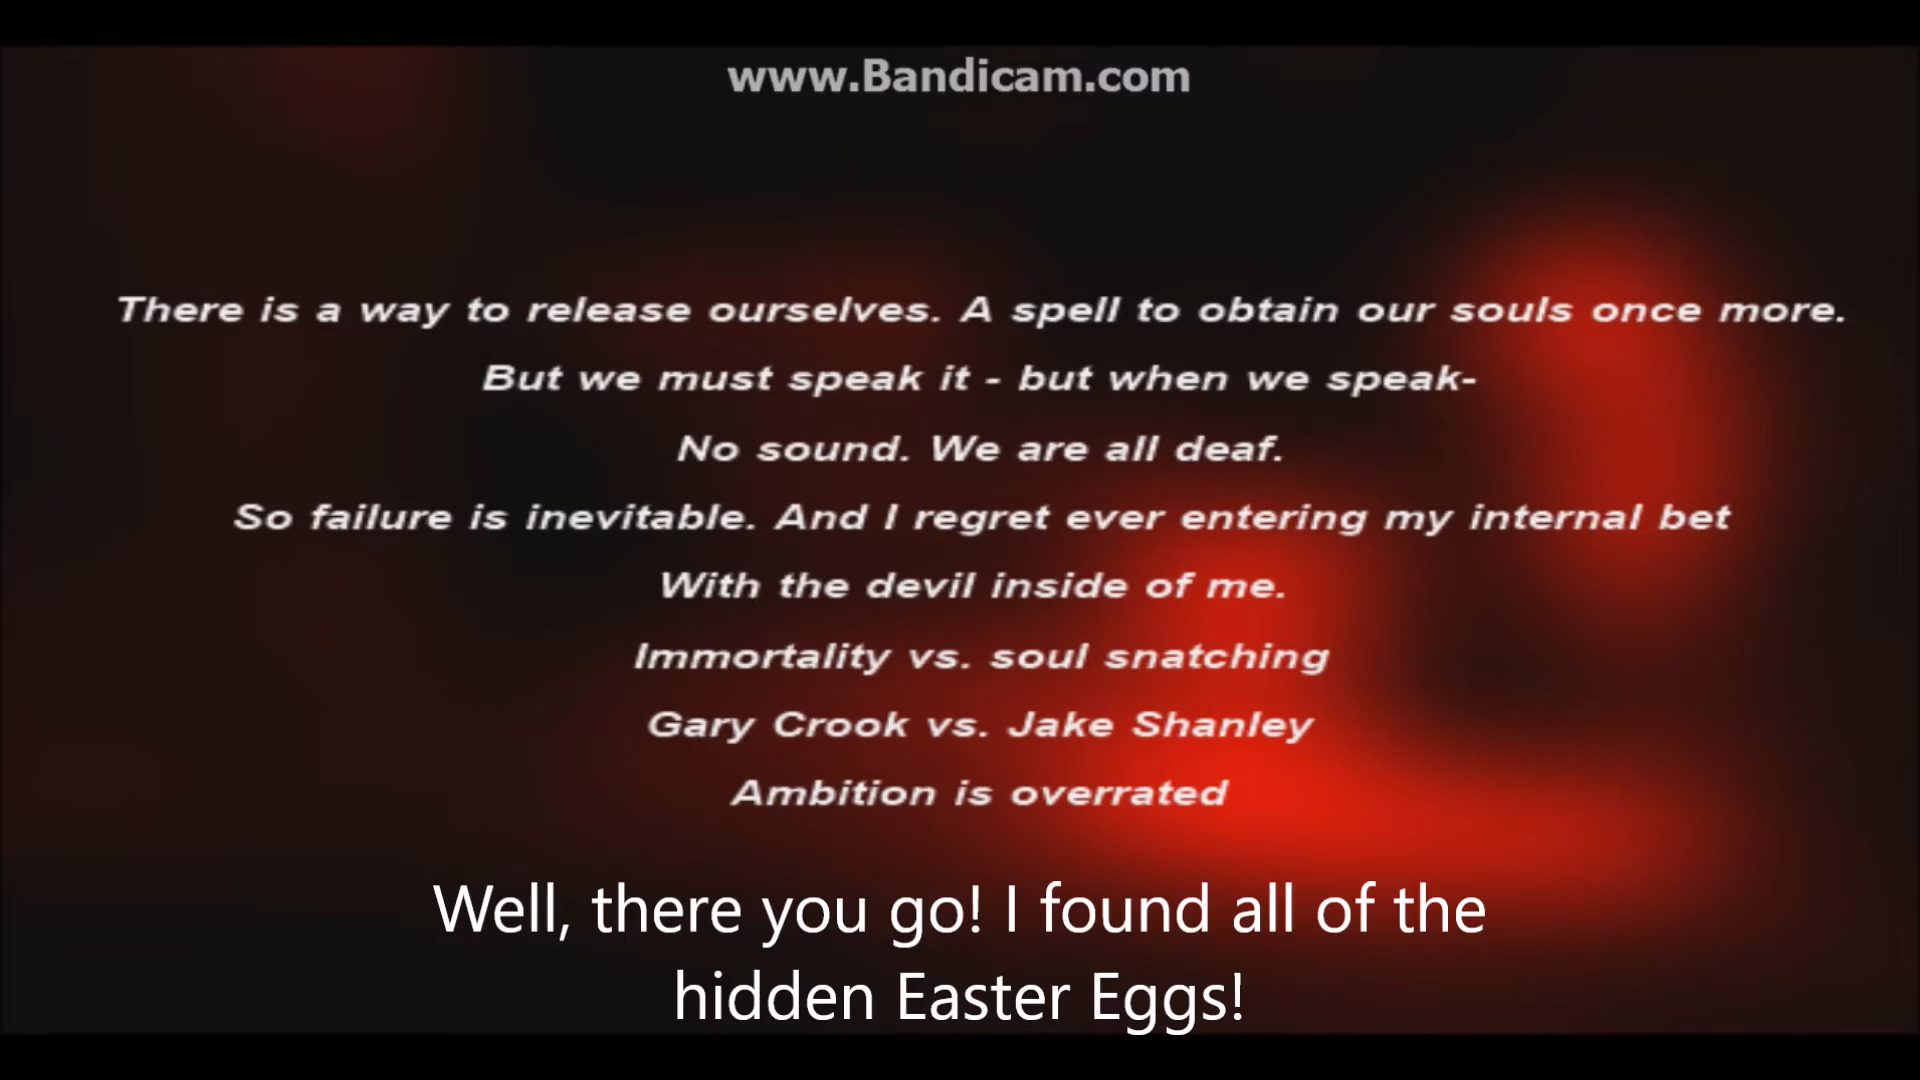 www.Bandicam.com
There is a way to release ourselves. A spell to obtain our souls once more.
But we must speak it - but when we speak-
No sound. We are all deaf.
So failure is inevitable. And I regret ever entering my internal bet
With the devil inside of me.
Immortality vs. soul snatching
Gary Crook vs. Jake Shanley
Ambition is overrated
Well, there you go! I found all of the
hidden Easter Eggs!